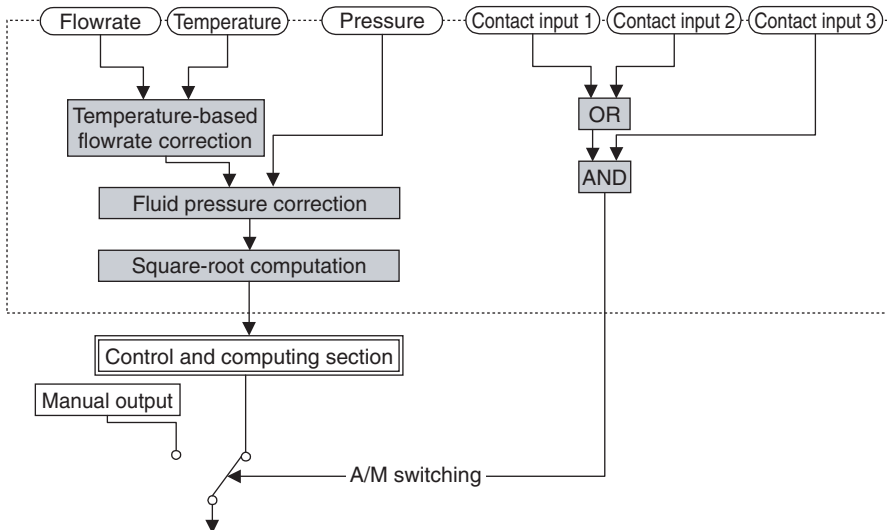 Flowrate
Temperature
Pressure
Contact input 1
Contact input 2
Contact input 3
Temperature-based
flowrate correction
OR
AND
Fluid pressure correction
Square-root computation
Control and computing section
Manual output
A/M switching